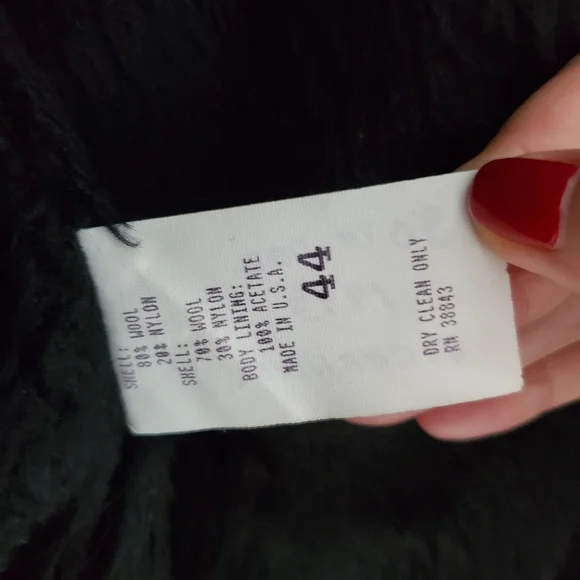 SHELL:
80% WOOL
20% NYLON
SHELL:
70% WOOL
30% NYLON
BODY LINING:
100% ACETATE
MADE IN U.S.A.
44
DRY CLEAN ONLY
RN 38843